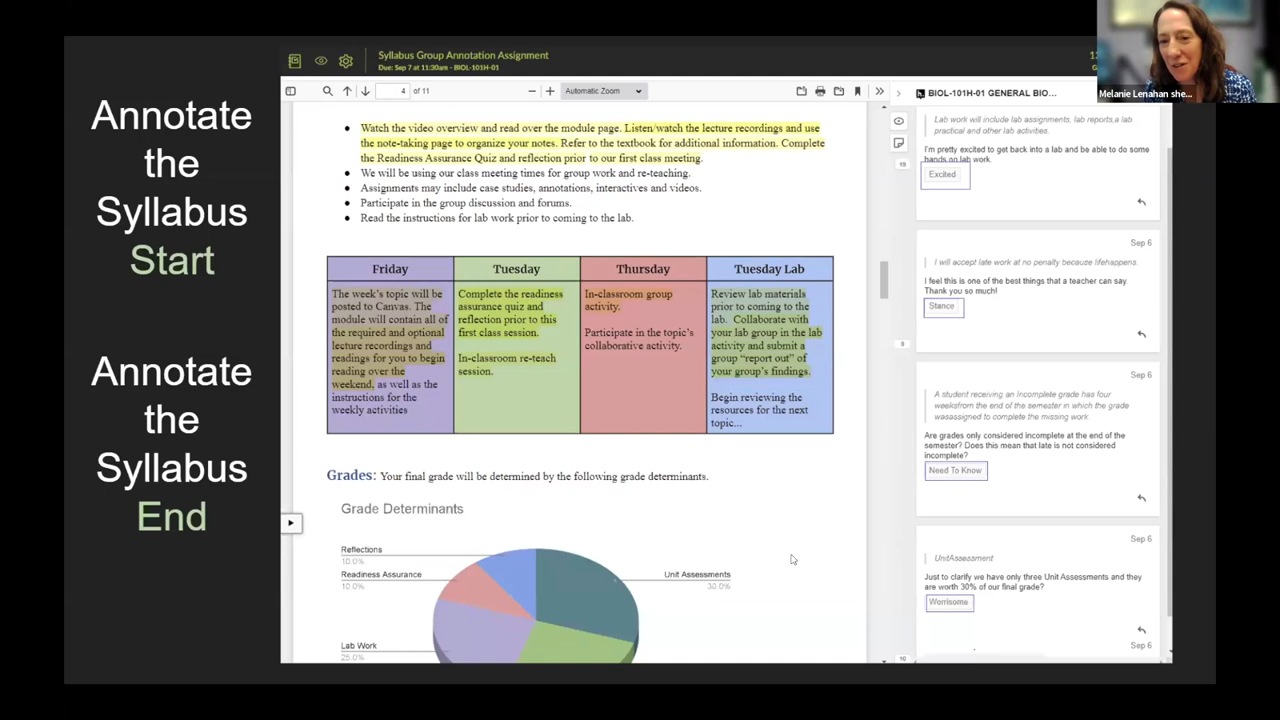 Annotate
the
Syllabus
Start
Annotate
the
Syllabus
End
Syllabus Group Annotation Assignment
Due: Sep 7 at 11:30am - BIOL-101H-01
4 of 11
Automatic Zoom
Watch the video overview and read over the module page. Listen/watch the lecture recordings and use
the note-taking page to organize your notes. Refer to the textbook for additional information. Complete
the Readiness Assurance Quiz and reflection prior to our first class meeting.
We will be using our class meeting times for group work and re-teaching.
Assignments may include case studies, annotations, interactives and videos.
Participate in the group discussion and forums.
Read the instructions for lab work prior to coming to the lab.
Friday
The week's topic will be
posted to Canvas. The
module will contain all of
the required and optional
lecture recordings and
readings for you to begin
reading over the
weekend, as well as the
instructions for the
weekly activities
Tuesday
Complete the readiness
assurance quiz and
reflection prior to this
first class session.
In-classroom re-teach
session.
Thursday
In-classroom group
activity.
Participate in the topic's
collaborative activity.
Tuesday Lab
Review lab materials
prior to coming to the
lab. Collaborate with
your lab group in the lab
activity and submit a
group "report out" of
your group's findings.
Begin reviewing the
resources for the next
topic...
Grades: Your final grade will be determined by the following grade determinants.
Grade Determinants
Reflections
10.0%
Readiness Assurance
10.0%
Unit Assessments
30.0%
Lab Work
25.0%
Melanie Lenahan she...
BIOL-101H-01 GENERAL BIO...
Lab work will include lab assignments, lab reports,a lab
practical and other lab activities.
I'm pretty excited to get back into a lab and be able to do some
hands on lab work.
Excited
Sep 6
I will accept late work at no penalty because lifehappens.
I feel this is one of the best things that a teacher can say.
Thank you so much!
Stance
Sep 6
A student receiving an Incomplete grade has four
weeksfrom the end of the semester in which the grade
wasassigned to complete the missing work.
Are grades only considered incomplete at the end of the
semester? Does this mean that late is not considered
incomplete?
Need To Know
Sep 6
UnitAssessment
Just to clarify we have only three Unit Assessments and they
are worth 30% of our final grade?
Worrisome
Sep 6